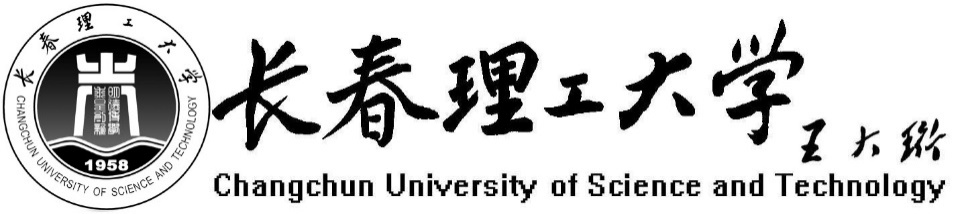 长春理工大学
CHANGCHUN UNIVERSITY OF SCIENCE AND TECHNOLOGY
1958
长春理工大学
王大珩
Changchun University of Science and Technology